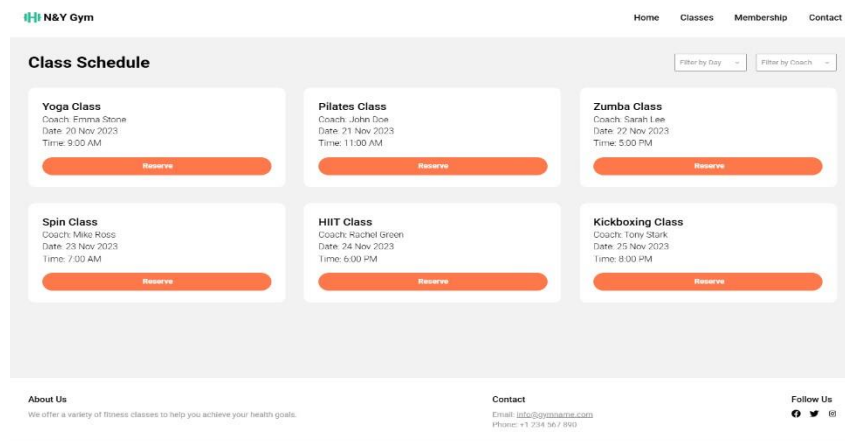 N&Y Gym
Home Classes Membership Contact
Class Schedule
Filter by Day
Filter by Coach
Yoga Class
Coach: Emma Stone
Date: 20 Nov 2023
Time: 9:00 AM
Reserve
Pilates Class
Coach: John Doe
Date: 21 Nov 2023
Time: 11:00 AM
Reserve
Zumba Class
Coach: Sarah Lee
Date: 22 Nov 2023
Time: 5:00 PM
Reserve
Spin Class
Coach: Mike Ross
Date: 23 Nov 2023
Time: 7:00 AM
Reserve
HIIT Class
Coach: Rachel Green
Date: 24 Nov 2023
Time: 6:00 PM
Reserve
Kickboxing Class
Coach: Tony Stark
Date: 25 Nov 2023
Time: 8:00 PM
Reserve
About Us
We offer a variety of fitness classes to help you achieve your health goals.
Contact
Email: info@gymname.com
Phone: +1 234 567 890
Follow Us